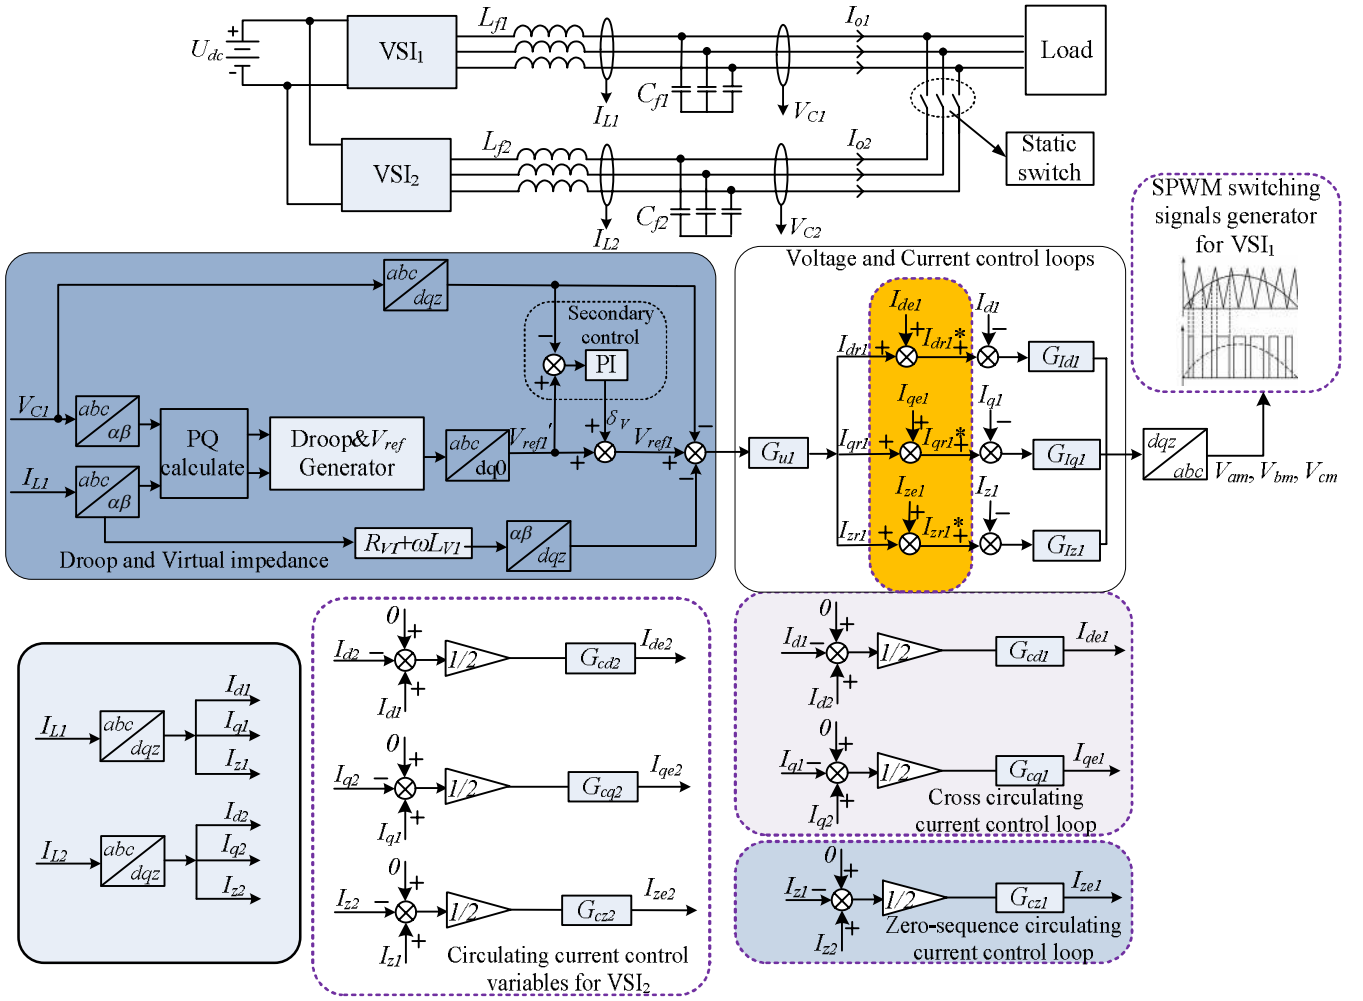 U_dc
+
-
VSI₁
L_f1
I_L1
C_f1
V_C1
I_o1
Load
VSI₂
L_f2
I_L2
C_f2
V_C2
I_o2
Static
switch
SPWM switching
signals generator
for VSI₁
V_am, V_bm, V_cm
abc
dqz
Secondary
control
PI
δ_V
V_C1
abc
αβ
PQ
calculate
Droop&V_ref
Generator
abc
dq0
V_ref1'
V_ref1
I_L1
abc
αβ
R_V1+ωL_V1
αβ
dqz
Droop and Virtual impedance
Voltage and Current control loops
G_u1
I_de1
I_d1
I_dr1
I_dr1*
G_Id1
I_qe1
I_q1
I_qr1
I_qr1*
G_Iq1
I_ze1
I_z1
I_zr1
I_zr1*
G_Iz1
dqz
abc
I_L1
abc
dqz
I_d1
I_q1
I_z1
I_L2
abc
dqz
I_d2
I_q2
I_z2
0
I_d2
I_d1
1/2
G_cd2
I_de2
0
I_q2
I_q1
1/2
G_cq2
I_qe2
0
I_z2
I_z1
1/2
G_cz2
I_ze2
Circulating current control
variables for VSI₂
0
I_d1
I_d2
1/2
G_cd1
I_de1
0
I_q1
I_q2
1/2
G_cq1
I_qe1
Cross circulating
current control loop
0
I_z1
I_z2
1/2
G_cz1
I_ze1
Zero-sequence circulating
current control loop